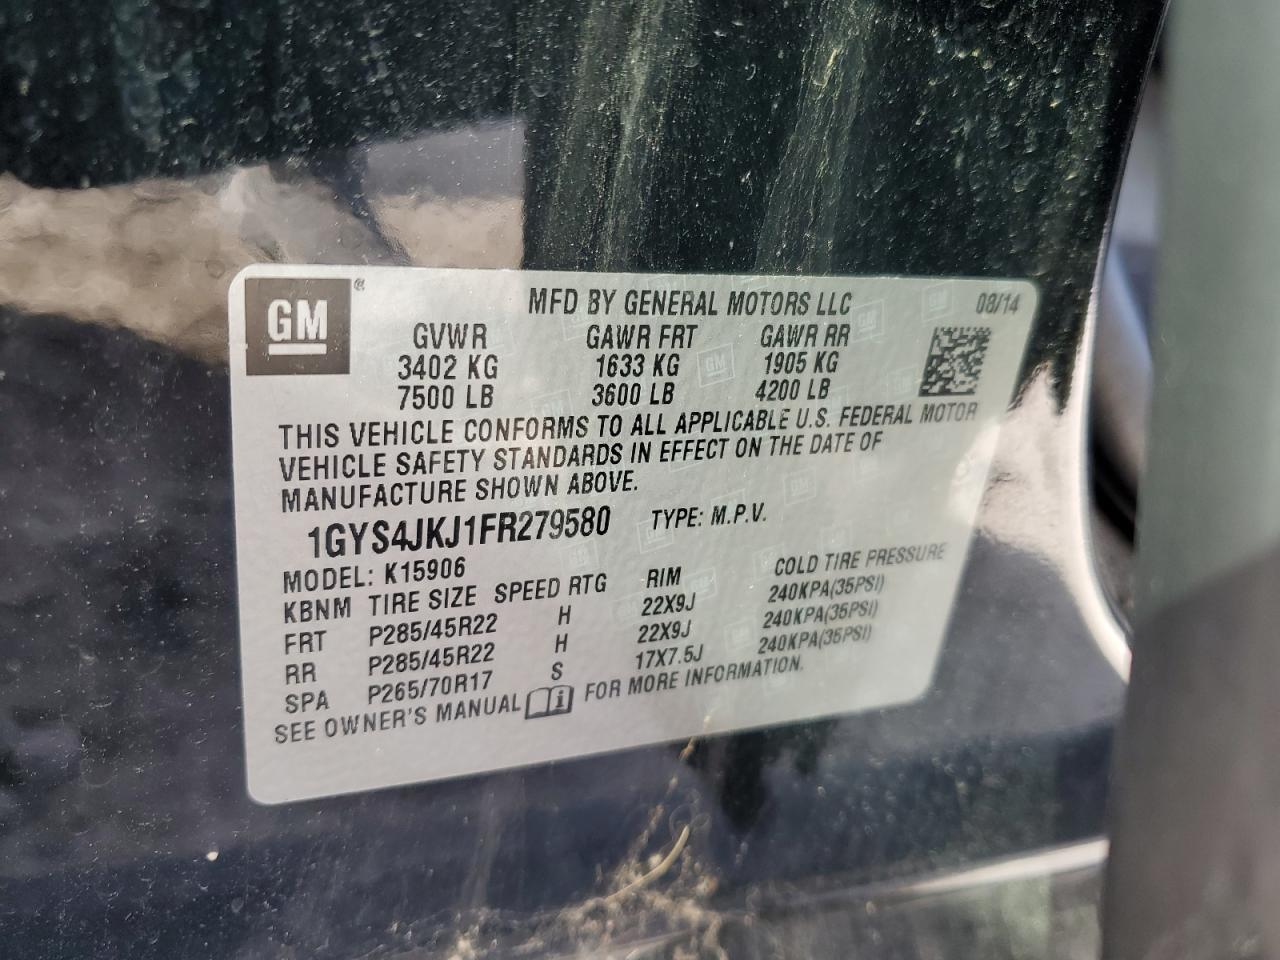 GM ®
MFD BY GENERAL MOTORS LLC 08/14
GVWR GAWR FRT GAWR RR
3402 KG 1633 KG 1905 KG
7500 LB 3600 LB 4200 LB
THIS VEHICLE CONFORMS TO ALL APPLICABLE U.S. FEDERAL MOTOR
VEHICLE SAFETY STANDARDS IN EFFECT ON THE DATE OF
MANUFACTURE SHOWN ABOVE.
1GYS4JKJ1FR279580 TYPE: M.P.V.
MODEL: K15906
KBNM TIRE SIZE SPEED RTG RIM COLD TIRE PRESSURE
FRT P285/45R22 H 22X9J 240KPA(35PSI)
RR P285/45R22 H 22X9J 240KPA(35PSI)
SPA P265/70R17 S 17X7.5J 240KPA(35PSI)
SEE OWNER'S MANUAL FOR MORE INFORMATION.